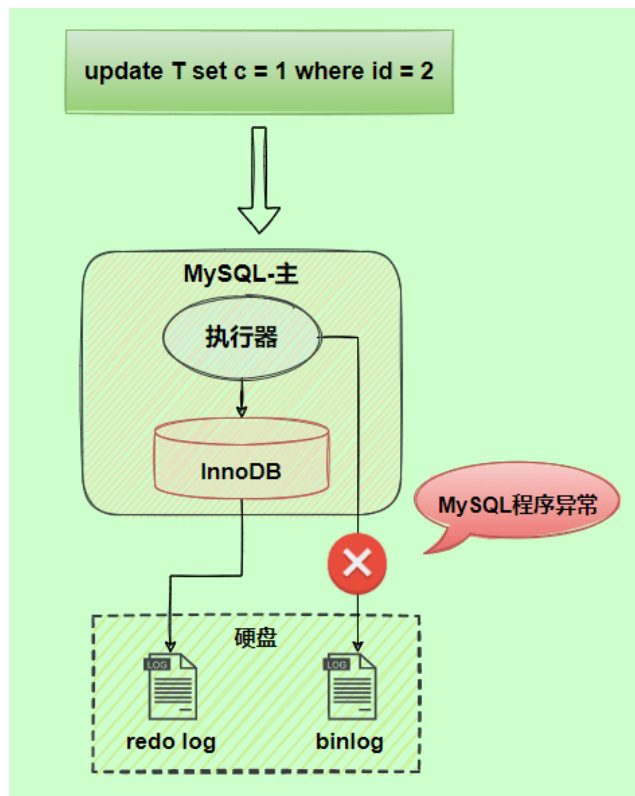 update T set c = 1 where id = 2
MySQL-主
执行器
InnoDB
MySQL程序异常
硬盘
LOG
LOG
redo log
binlog